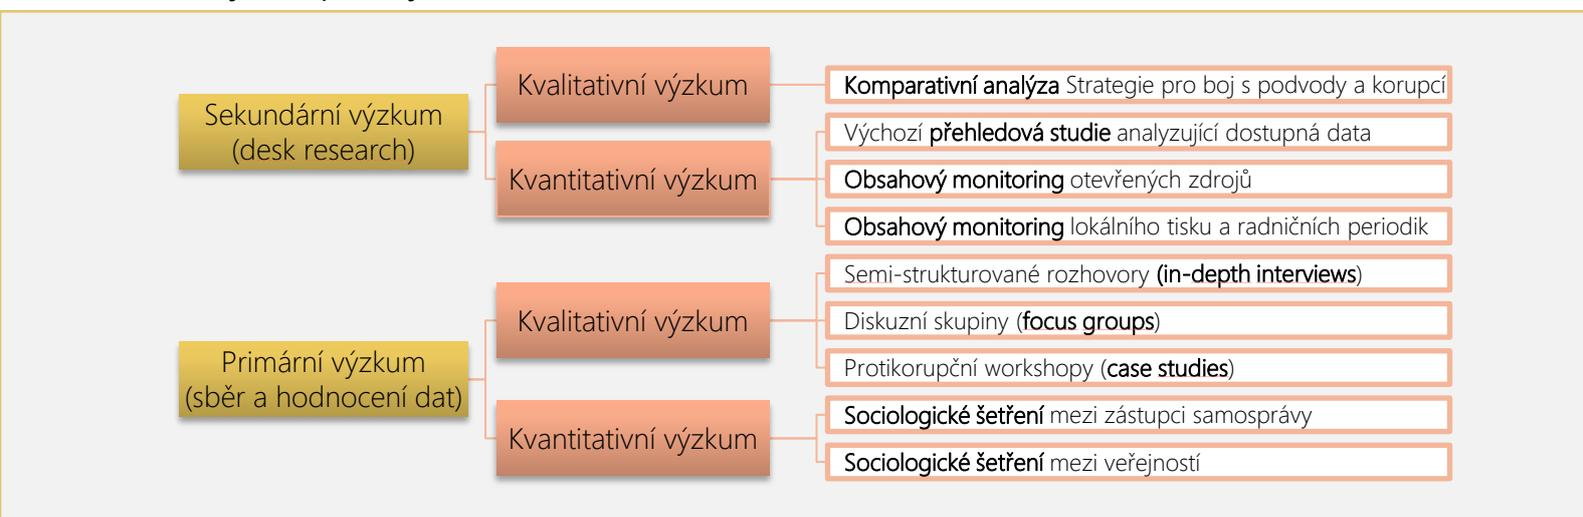 Sekundární výzkum
(desk research)
Kvalitativní výzkum
Komparativní analýza Strategie pro boj s podvody a korupcí
Kvantitativní výzkum
Výchozí přehledová studie analyzující dostupná data
Obsahový monitoring otevřených zdrojů
Obsahový monitoring lokálního tisku a radničních periodik
Primární výzkum
(sběr a hodnocení dat)
Kvalitativní výzkum
Semi-strukturované rozhovory (in-depth interviews)
Diskuzní skupiny (focus groups)
Protikorupční workshopy (case studies)
Kvantitativní výzkum
Sociologické šetření mezi zástupci samosprávy
Sociologické šetření mezi veřejností